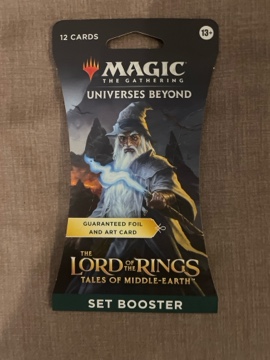 12 CARDS
13+
MAGIC
THE GATHERING
UNIVERSES BEYOND
GUARANTEED FOIL
AND ART CARD
THE
LORD OF THE RINGS
TALES OF MIDDLE-EARTH™
SET BOOSTER